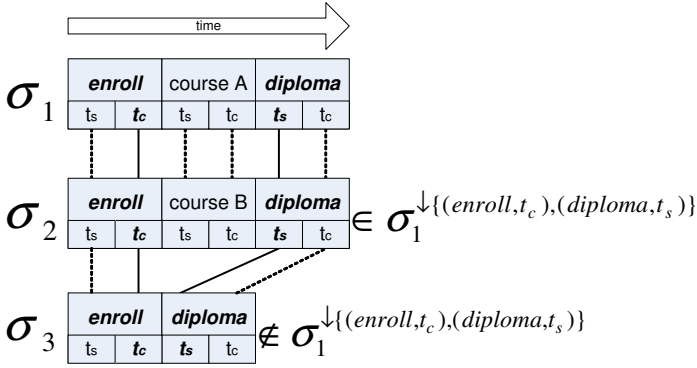 time
σ1 enroll course A diploma
ts tc ts tc ts tc
σ2 enroll course B diploma ∈ σ1↓{(enroll,tc),(diploma,ts)}
ts tc ts tc ts tc
σ3 enroll diploma ∉ σ1↓{(enroll,tc),(diploma,ts)}
ts tc ts tc